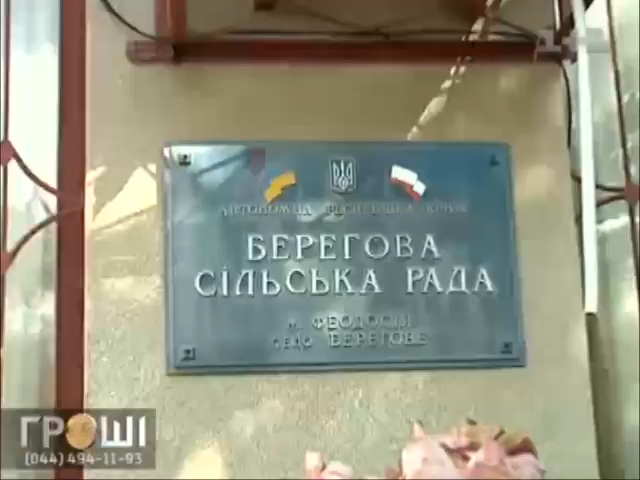 АВТОНОМНА РЕСПУБЛІКА КРИМ
БЕРЕГОВА
СІЛЬСЬКА РАДА
м. ФЕОДОСІЯ
село БЕРЕГОВЕ
ГРОШІ
(044) 494-11-93